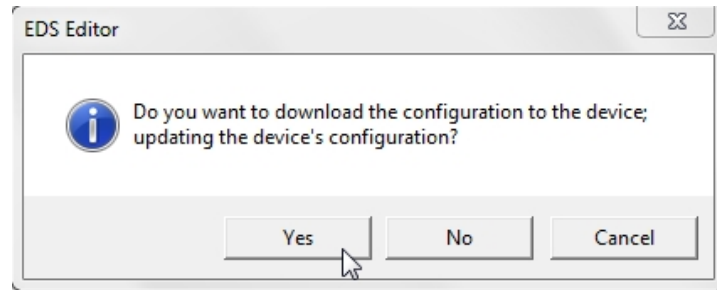 EDS Editor
Do you want to download the configuration to the device;
updating the device's configuration?
Yes
No
Cancel